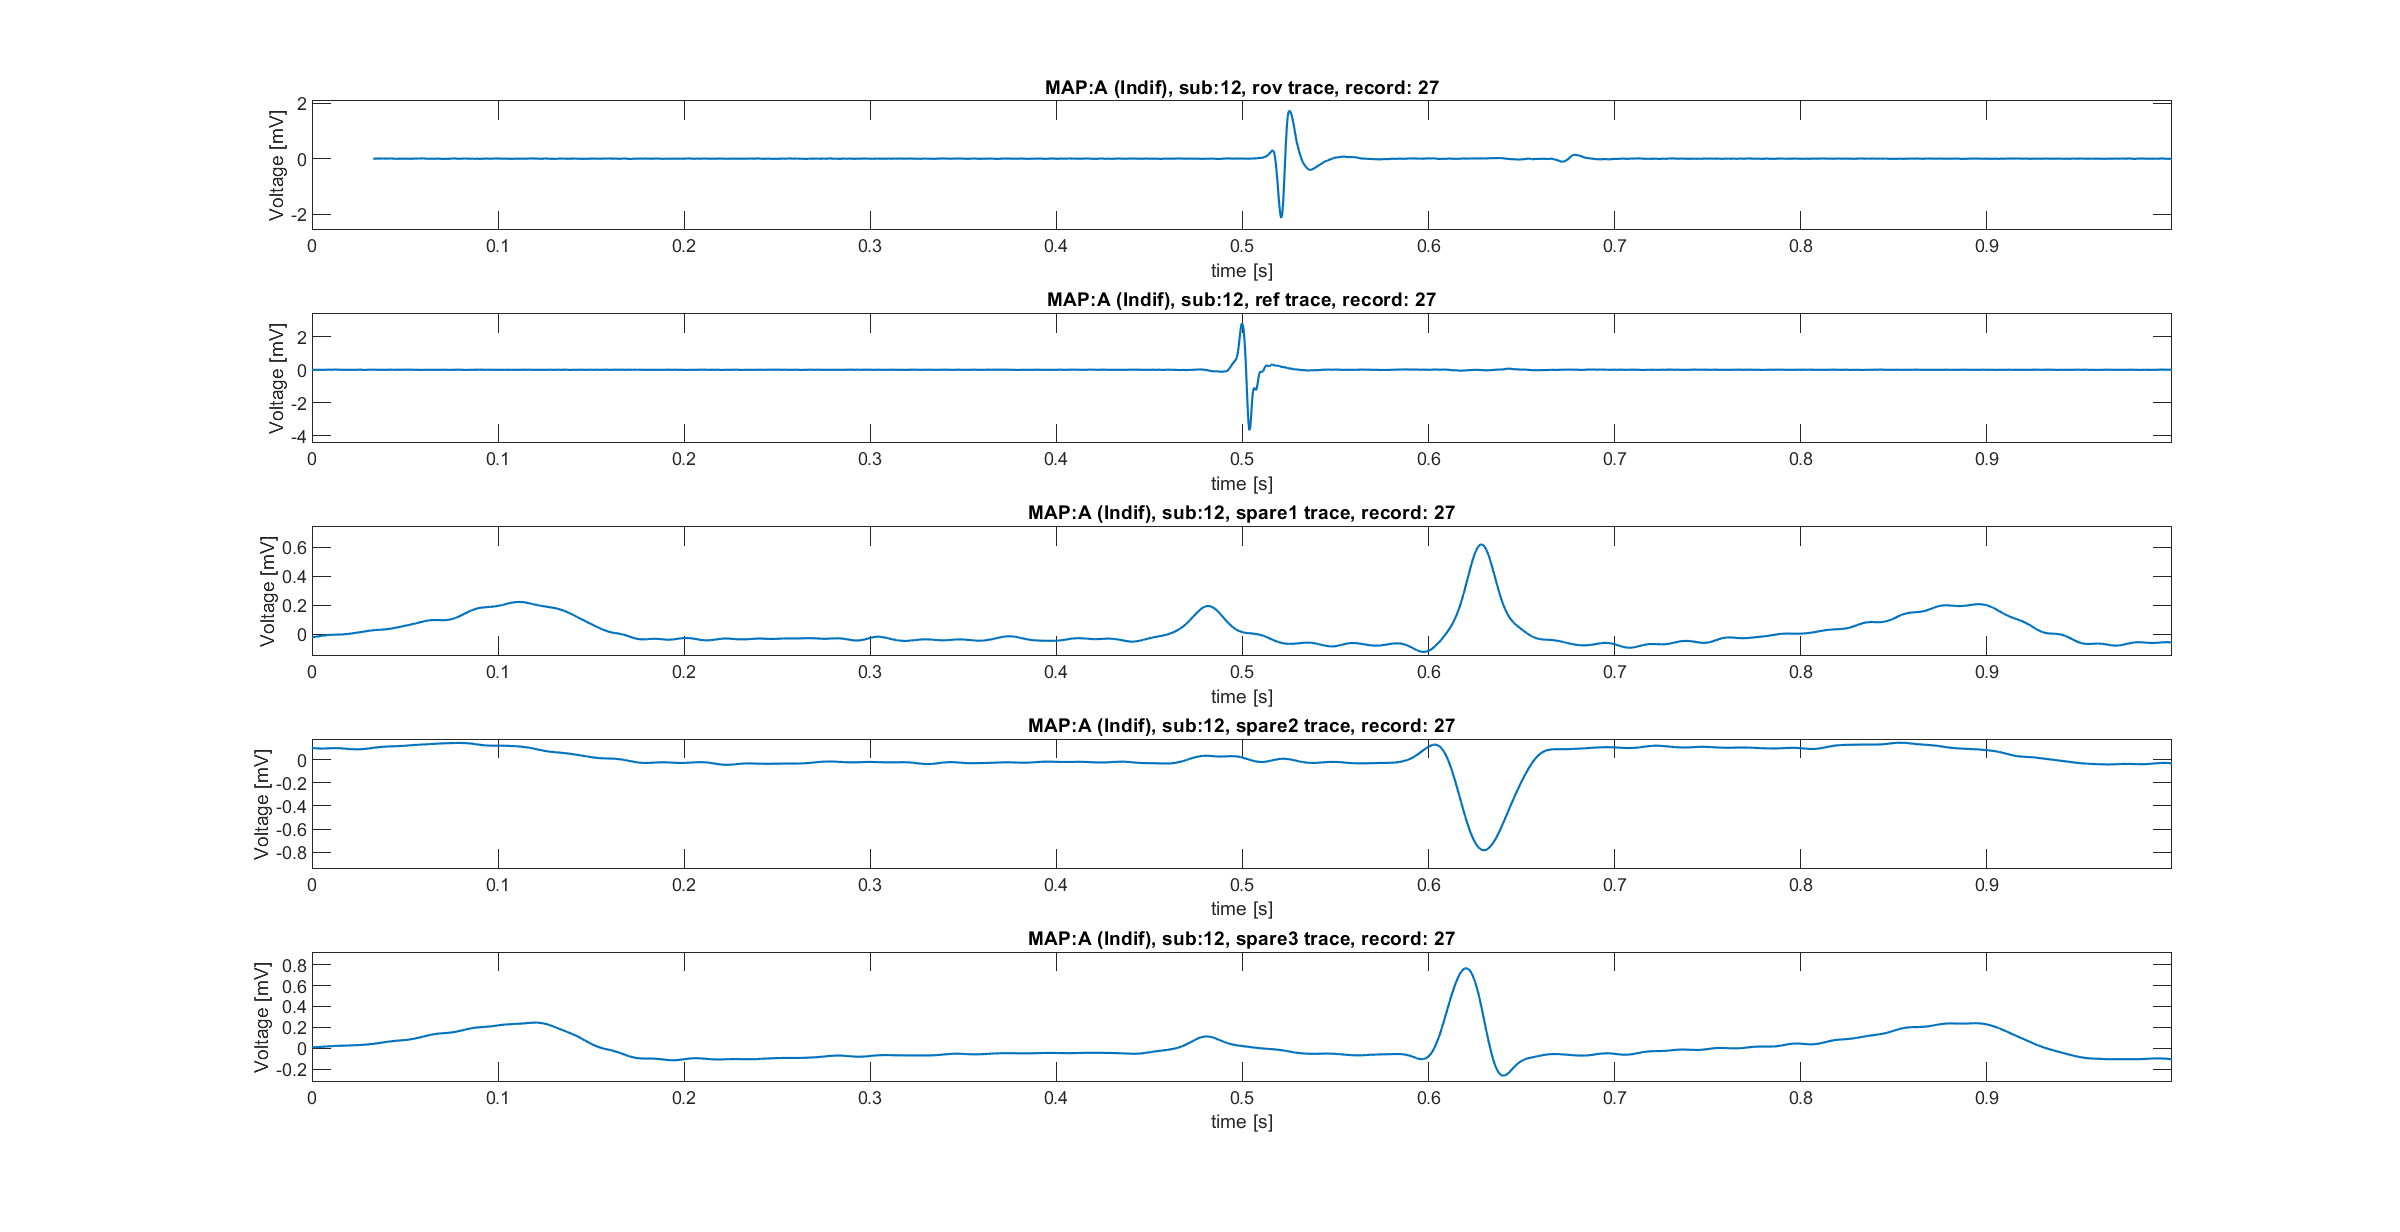 MAP:A (Indif), sub:12, rov trace, record: 27
Voltage [mV]
2
0
-2
0 0.1 0.2 0.3 0.4 0.5 0.6 0.7 0.8 0.9
time [s]
MAP:A (Indif), sub:12, ref trace, record: 27
Voltage [mV]
2
0
-2
-4
0 0.1 0.2 0.3 0.4 0.5 0.6 0.7 0.8 0.9
time [s]
MAP:A (Indif), sub:12, spare1 trace, record: 27
Voltage [mV]
0.6
0.4
0.2
0
0 0.1 0.2 0.3 0.4 0.5 0.6 0.7 0.8 0.9
time [s]
MAP:A (Indif), sub:12, spare2 trace, record: 27
Voltage [mV]
0
-0.2
-0.4
-0.6
-0.8
0 0.1 0.2 0.3 0.4 0.5 0.6 0.7 0.8 0.9
time [s]
MAP:A (Indif), sub:12, spare3 trace, record: 27
Voltage [mV]
0.8
0.6
0.4
0.2
0
-0.2
0 0.1 0.2 0.3 0.4 0.5 0.6 0.7 0.8 0.9
time [s]